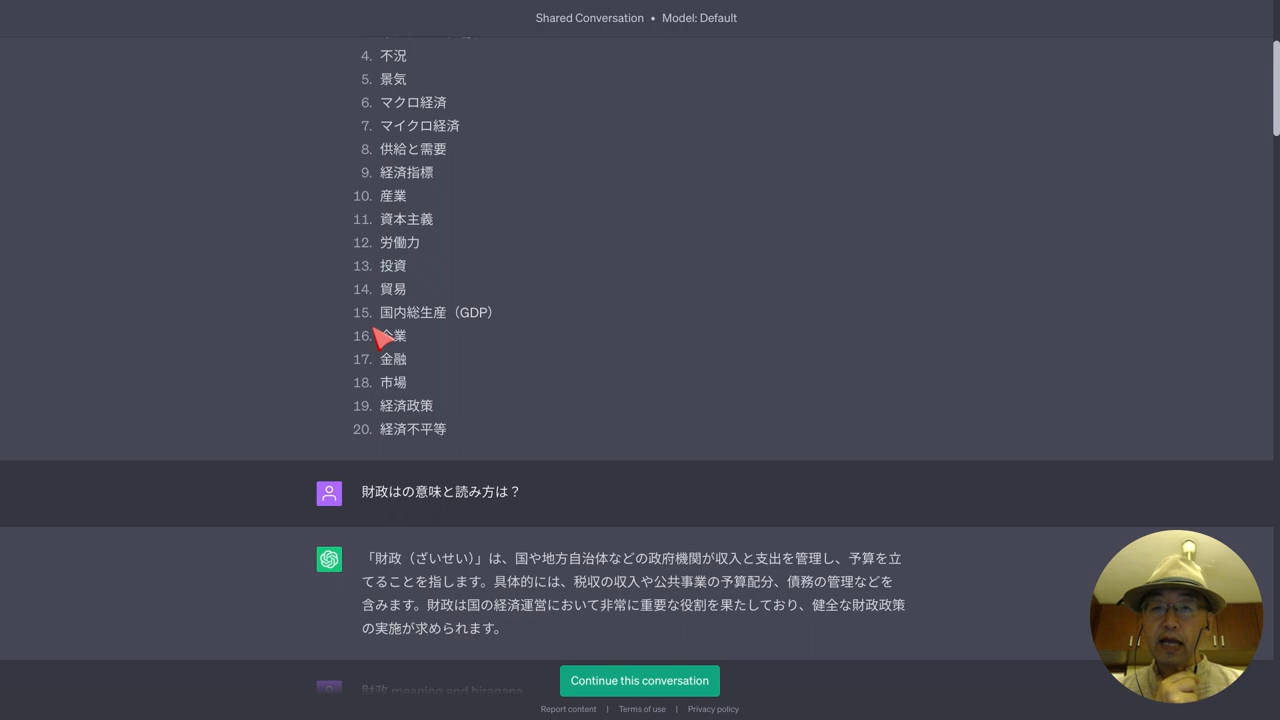 Shared Conversation • Model: Default
4. 不況
5. 景気
6. マクロ経済
7. マイクロ経済
8. 供給と需要
9. 経済指標
10. 産業
11. 資本主義
12. 労働力
13. 投資
14. 貿易
15. 国内総生産（GDP）
16. 企業
17. 金融
18. 市場
19. 経済政策
20. 経済不平等
財政はの意味と読み方は？
「財政（ざいせい）」は、国や地方自治体などの政府機関が収入と支出を管理し、予算を立
てることを指します。具体的には、税収の収入や公共事業の予算配分、債務の管理などを
含みます。財政は国の経済運営において非常に重要な役割を果たしており、健全な財政政策
の実施が求められます。
Continue this conversation
財政 meaning and hiragana
Report content | Terms of use | Privacy policy